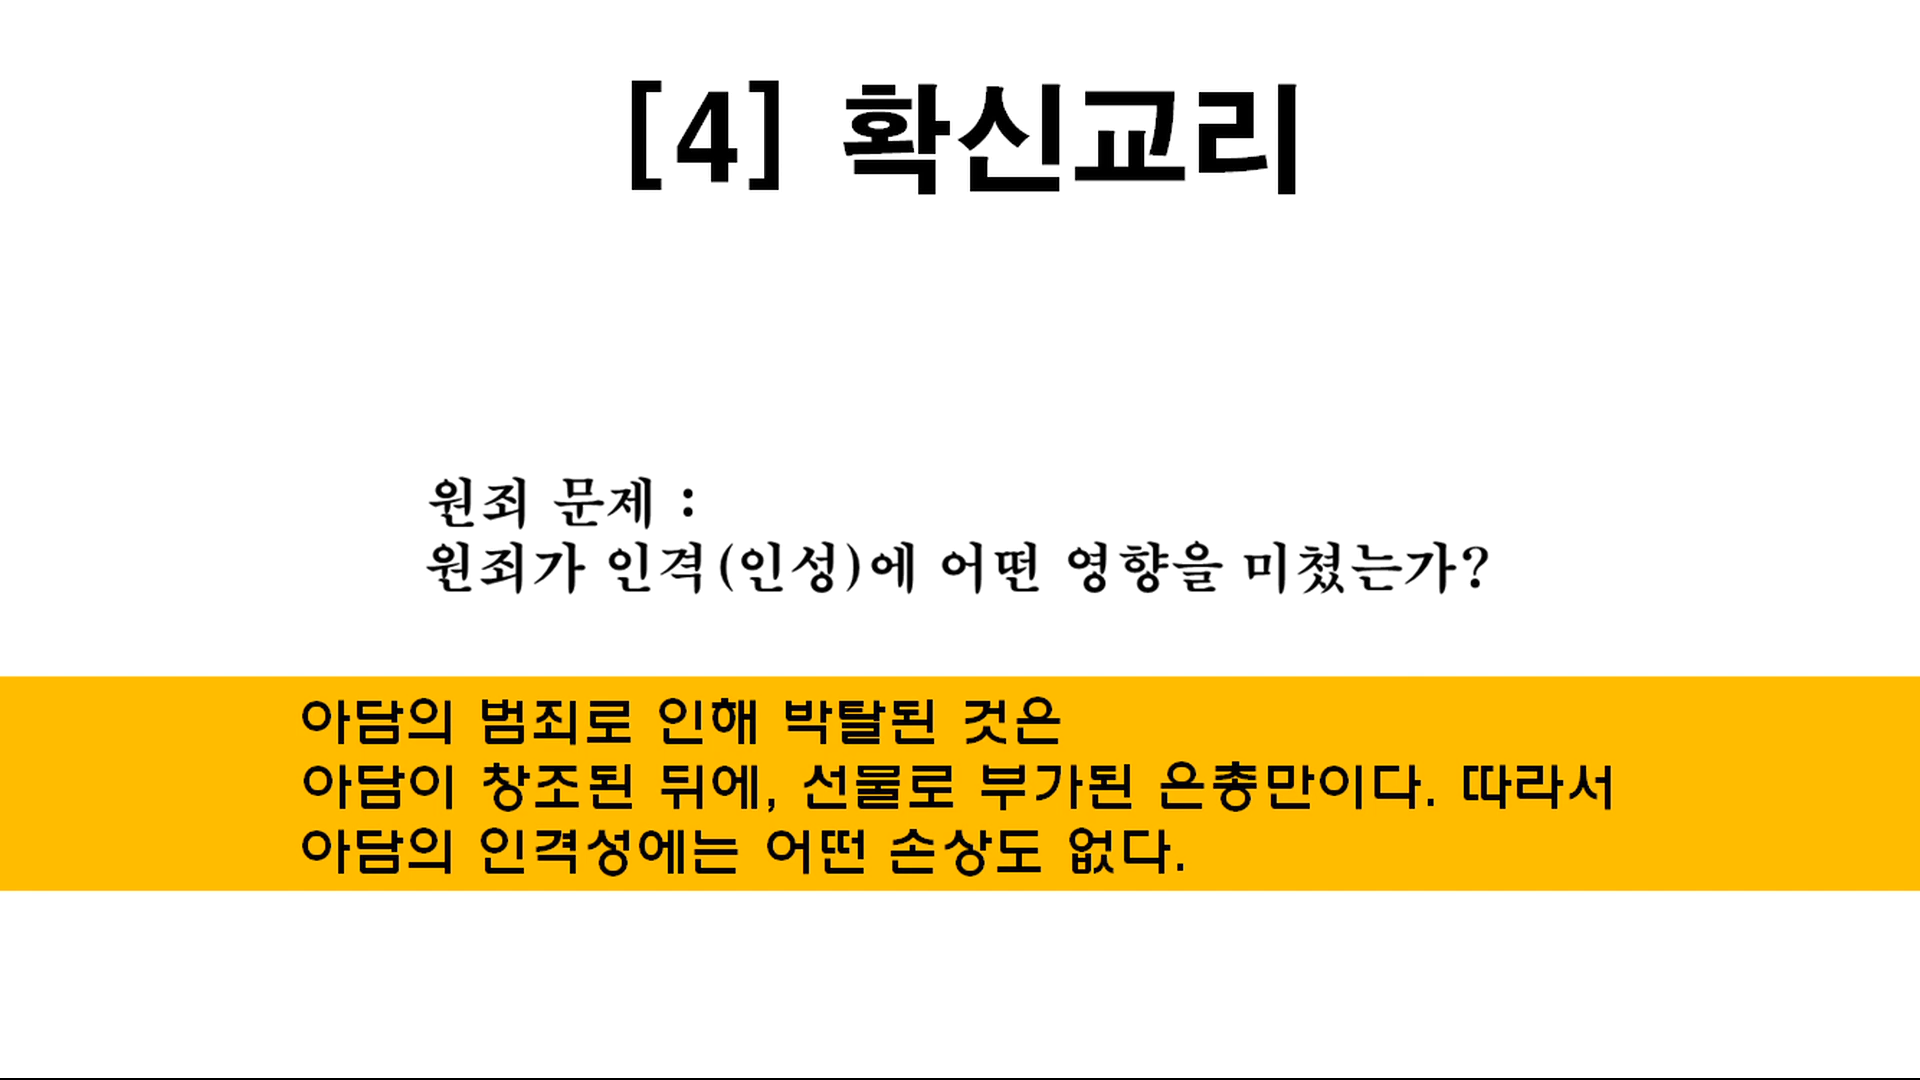 [4] 확신교리
원죄 문제 :
원죄가 인격(인성)에 어떤 영향을 미쳤는가?
아담의 범죄로 인해 박탈된 것은
아담이 창조된 뒤에, 선물로 부가된 은총만이다. 따라서
아담의 인격성에는 어떤 손상도 없다.